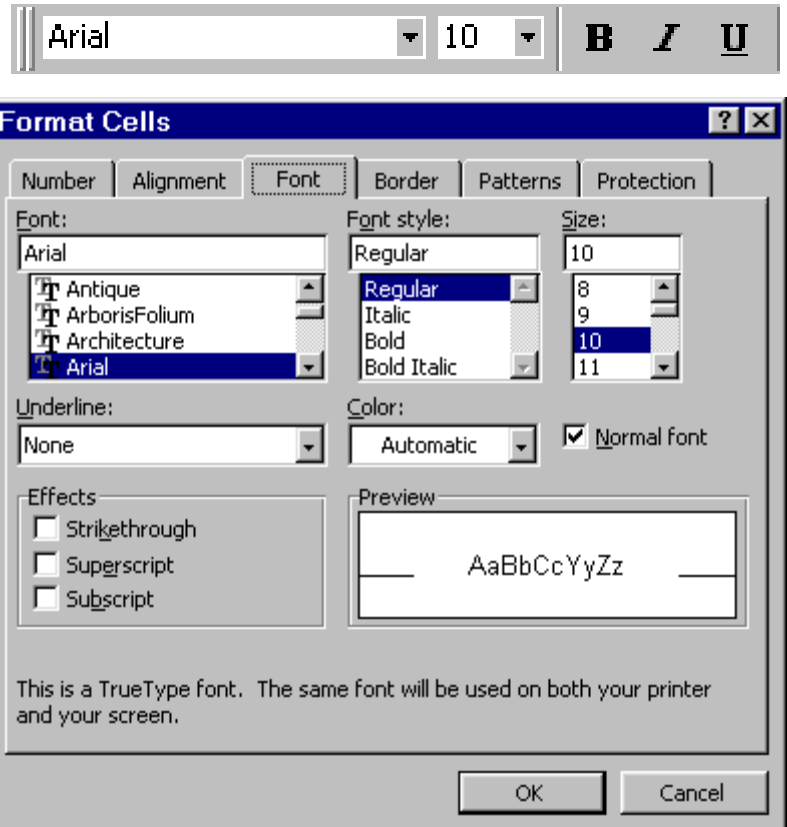 Arial 10 B I U
Format Cells ? X
Number Alignment Font Border Patterns Protection
Font: Font style: Size:
Arial Regular 10
Antique Regular 8
ArborisFolium Italic 9
Architecture Bold 10
Arial Bold Italic 11
Underline: Color:
None Automatic Normal font
Effects Preview
Strikethrough
Superscript AaBbCcYyZz
Subscript
This is a TrueType font. The same font will be used on both your printer
and your screen.
OK Cancel